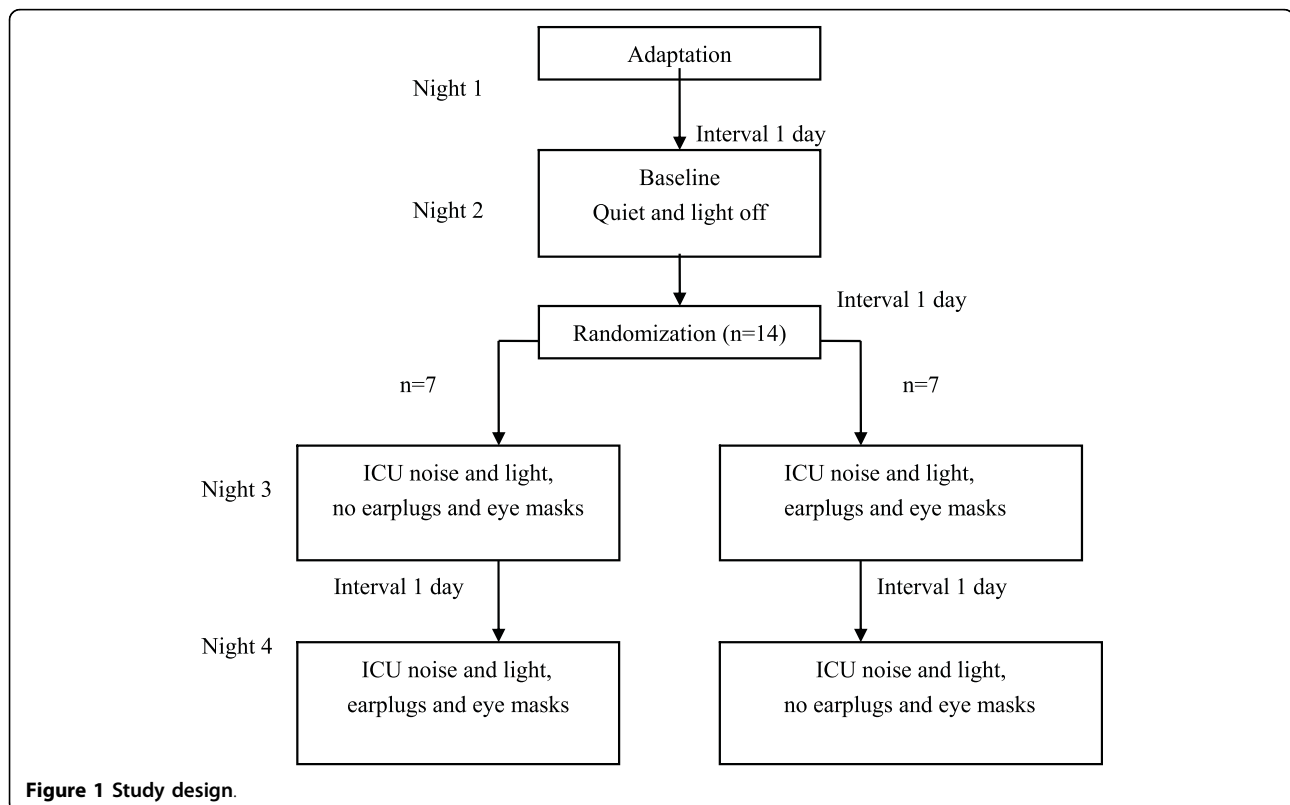 Adaptation
Night 1
Interval 1 day
Baseline
Night 2
Quiet and light off
Interval 1 day
Randomization (n=14)
n=7
n=7
ICU noise and light,
no earplugs and eye masks
Night 3
ICU noise and light,
earplugs and eye masks
Interval 1 day
Interval 1 day
Night 4
ICU noise and light,
earplugs and eye masks
ICU noise and light,
no earplugs and eye masks
Figure 1 Study design.